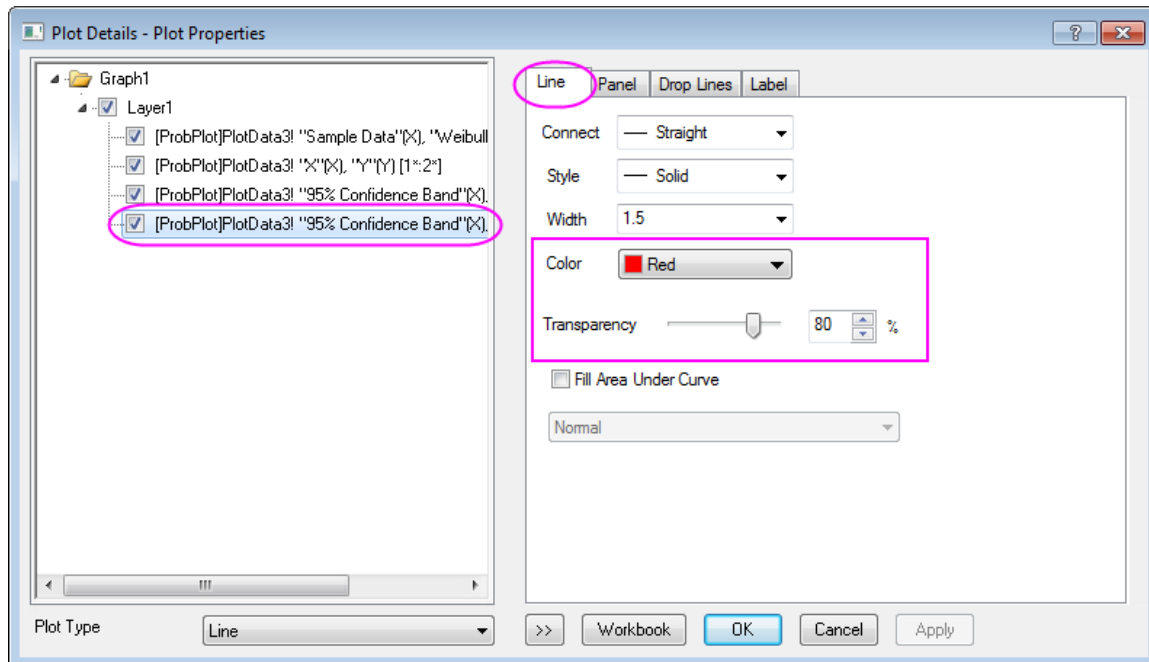 Plot Details - Plot Properties
Graph1
Layer1
[ProbPlot]PlotData3! "Sample Data"(X), "Weibull
[ProbPlot]PlotData3! "X"(X), "Y"(Y) [1*:2*]
[ProbPlot]PlotData3! "95% Confidence Band"(X),
[ProbPlot]PlotData3! "95% Confidence Band"(X),
Plot Type Line
Line Panel Drop Lines Label
Connect Straight
Style Solid
Width 1.5
Color Red
Transparency 80 %
Fill Area Under Curve
Normal
>> Workbook OK Cancel Apply